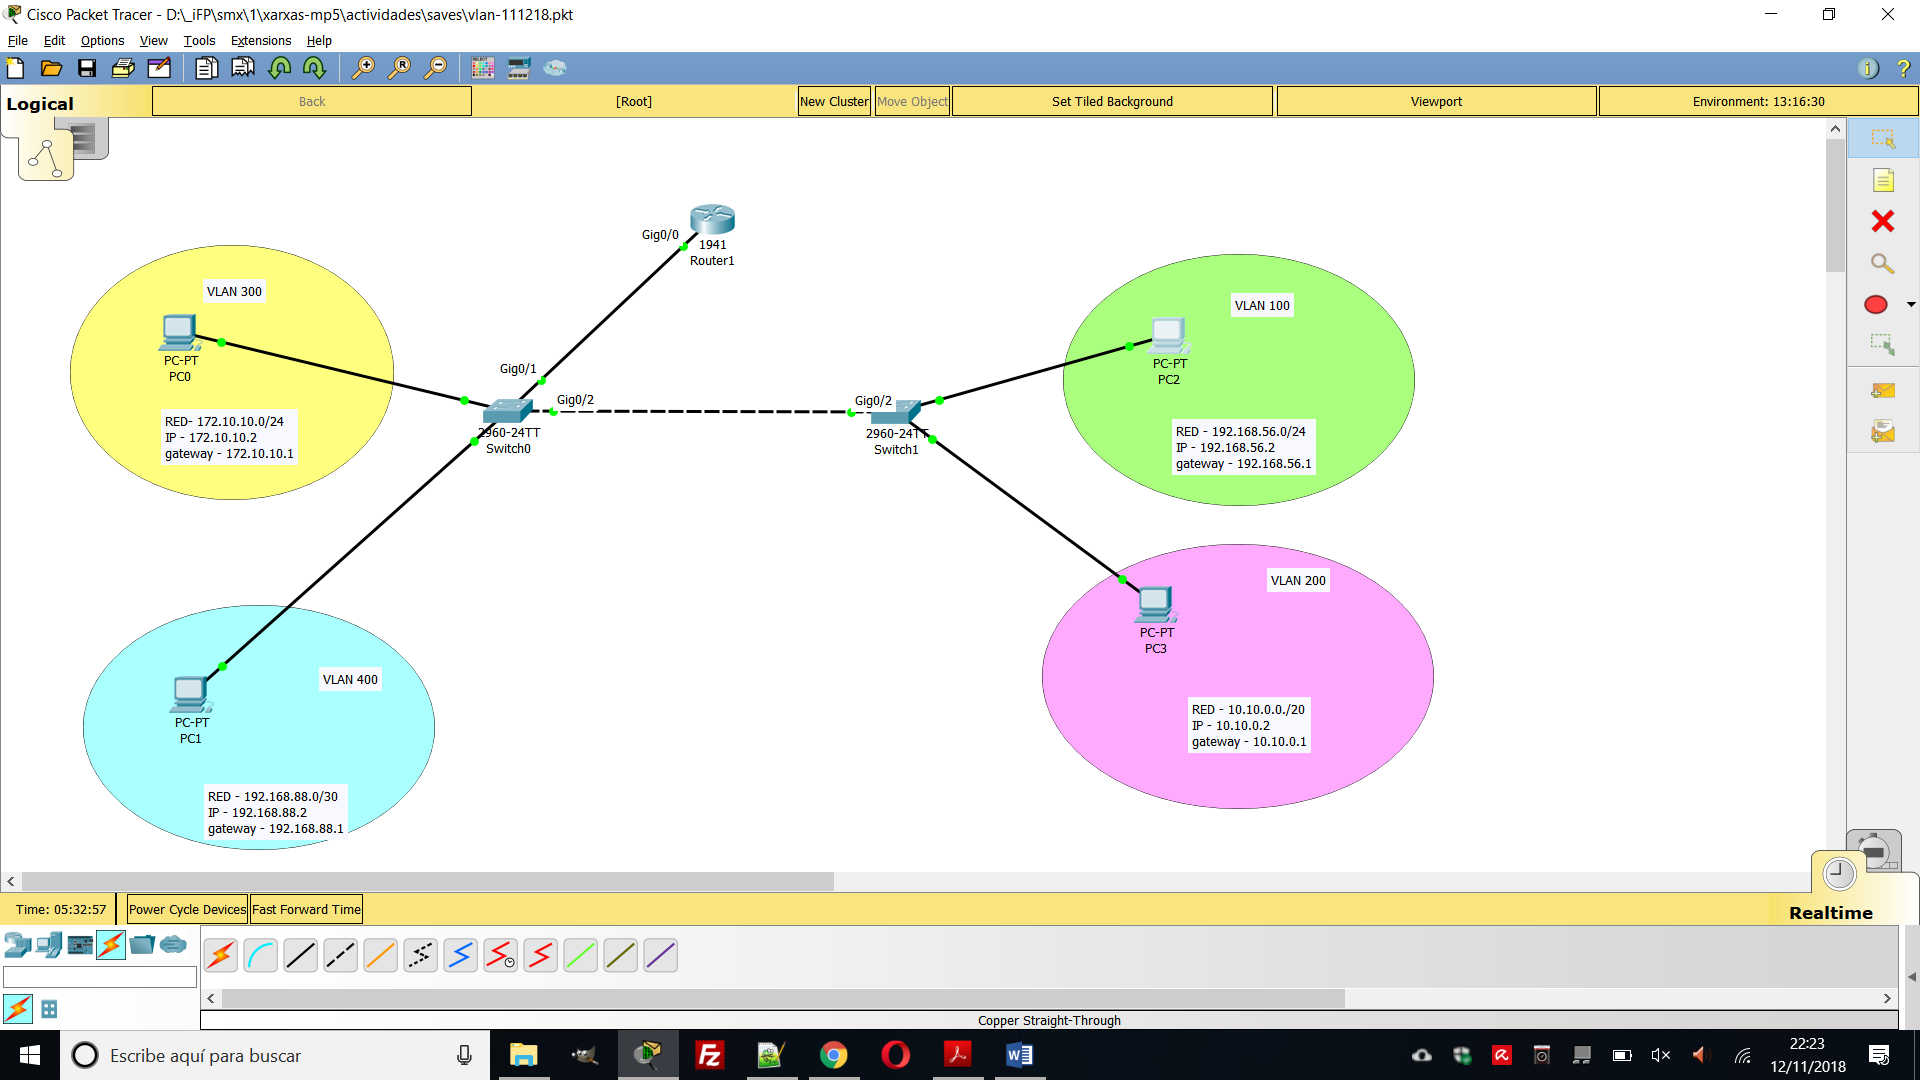 Cisco Packet Tracer - D:\_iFP\smx\1\xarxas-mp5\actividades\saves\vlan-111218.pkt
File Edit Options View Tools Extensions Help
Logical
Back
[Root]
New Cluster
Move Object
Set Tiled Background
Viewport
Environment: 13:16:30
Gig0/0
1941
Router1
VLAN 300
PC-PT
PC0
RED- 172.10.10.0/24
IP - 172.10.10.2
gateway - 172.10.10.1
Gig0/1
Gig0/2
2960-24TT
Switch0
Gig0/2
2960-24TT
Switch1
VLAN 100
PC-PT
PC2
RED - 192.168.56.0/24
IP - 192.168.56.2
gateway - 192.168.56.1
VLAN 200
PC-PT
PC3
RED - 10.10.0.0./20
IP - 10.10.0.2
gateway - 10.10.0.1
VLAN 400
PC-PT
PC1
RED - 192.168.88.0/30
IP - 192.168.88.2
gateway - 192.168.88.1
Time: 05:32:57
Power Cycle Devices
Fast Forward Time
Realtime
Copper Straight-Through
Escribe aquí para buscar
22:23
12/11/2018